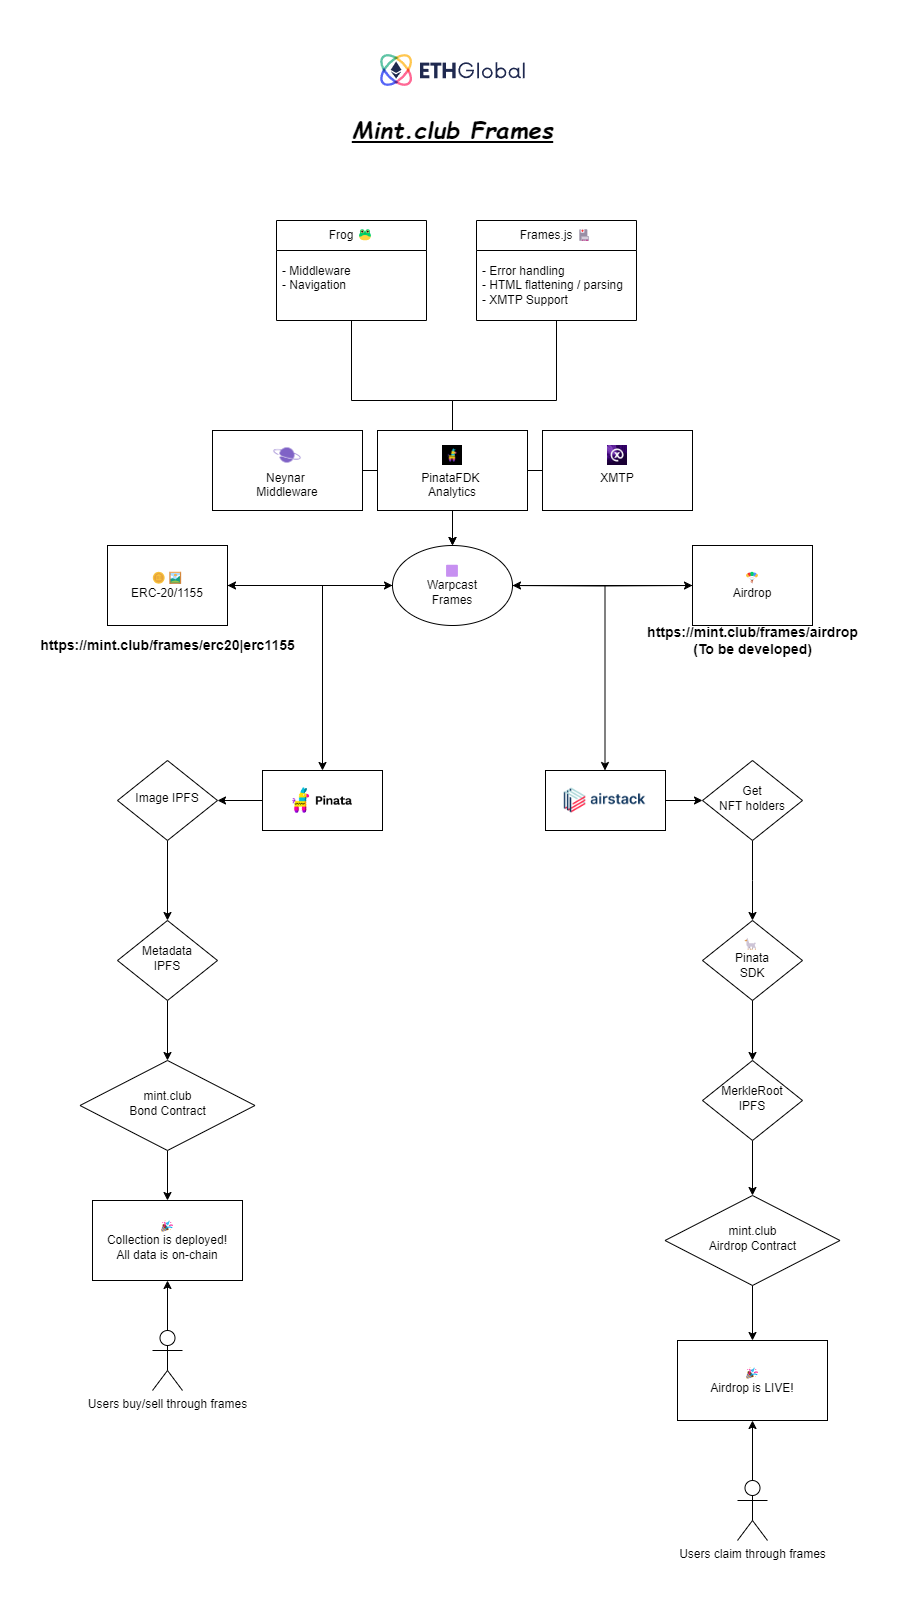 ETHGlobal
Mint.club Frames
Frog 🐸
- Middleware
- Navigation
Frames.js 💾
- Error handling
- HTML flattening / parsing
- XMTP Support
Neynar
Middleware
PinataFDK
Analytics
XMTP
🪙 🖼️
ERC-20/1155
https://mint.club/frames/erc20|erc1155
🟪
Warpcast
Frames
🪂
Airdrop
https://mint.club/frames/airdrop
(To be developed)
Image IPFS
Pinata
airstack
Get
NFT holders
Metadata
IPFS
🐐
Pinata
SDK
mint.club
Bond Contract
MerkleRoot
IPFS
🎉
Collection is deployed!
All data is on-chain
mint.club
Airdrop Contract
Users buy/sell through frames
🎉
Airdrop is LIVE!
Users claim through frames